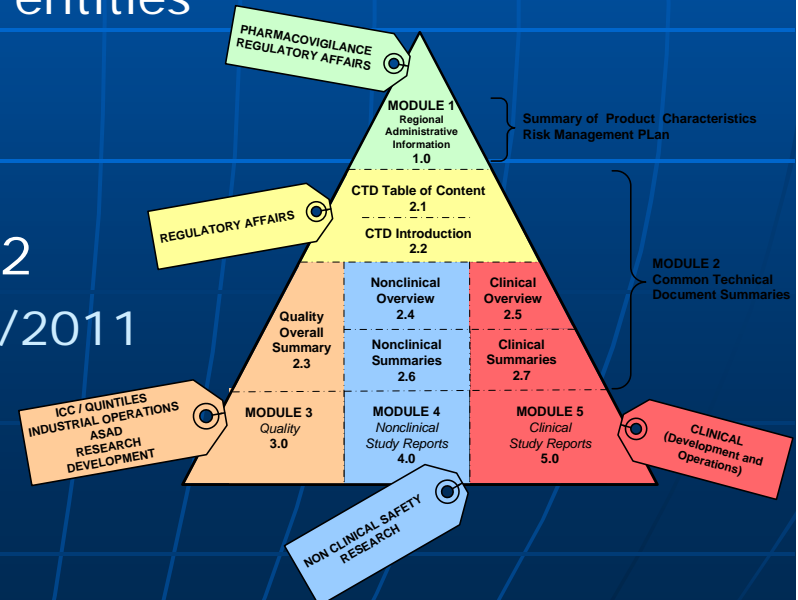 entities
PHARMACOVIGILANCE
REGULATORY AFFAIRS
MODULE 1
Regional
Administrative
Information
1.0
Summary of Product Characteristics
Risk Management PLan
REGULATORY AFFAIRS
CTD Table of Content
2.1
CTD Introduction
2.2
2
/2011
MODULE 2
Common Technical
Document Summaries
Quality
Overall
Summary
2.3
Nonclinical
Overview
2.4
Clinical
Overview
2.5
Nonclinical
Summaries
2.6
Clinical
Summaries
2.7
ICC / QUINTILES
INDUSTRIAL OPERATIONS
ASAD
RESEARCH
DEVELOPMENT
MODULE 3
Quality
3.0
MODULE 4
Nonclinical
Study Reports
4.0
MODULE 5
Clinical
Study Reports
5.0
CLINICAL
(Development and
Operations)
NON CLINICAL SAFETY
RESEARCH